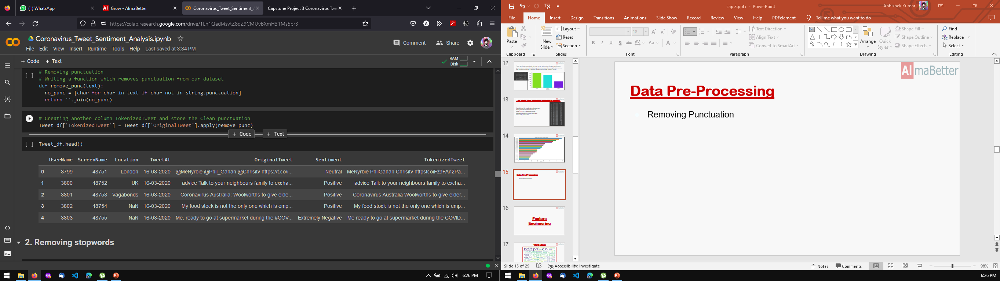 (1) WhatsApp
Grow - AlmaBetter
Coronavirus_Tweet_Sentiment_A
Capstone Project 3 Coronavirus Twe
https://colab.research.google.com/drive/1Lh1QadI4svtZ8qZ9CMUvBXmH31Ms5pr3
Coronavirus_Tweet_Sentiment_Analysis.ipynb
Comment Share
File Edit View Insert Runtime Tools Help Last saved at 3:34 PM
+ Code + Text
RAM
Disk
[ ] # Removing punctuation
# Writing a function which removes punctuation from our dataset
def remove_punc(text):
no_punc = [char for char in text if char not in string.punctuation]
return ''.join(no_punc)
# Creating another column TokenizedTweet and store the Clean punctuation
Tweet_df['TokenizedTweet'] = Tweet_df['OriginalTweet'].apply(remove_punc)
+ Code + Text
[ ] Tweet_df.head()
UserName ScreenName Location TweetAt OriginalTweet Sentiment TokenizedTweet
0 3799 48751 London 16-03-2020 @MeNyrbie @Phil_Gahan @Chrisitv https://t.co/i... Neutral MeNyrbie PhilGahan Chrisitv httpstcoiFz9FAn2Pa...
1 3800 48752 UK 16-03-2020 advice Talk to your neighbours family to excha... Positive advice Talk to your neighbours family to excha...
2 3801 48753 Vagabonds 16-03-2020 Coronavirus Australia: Woolworths to give elde... Positive Coronavirus Australia Woolworths to give elder...
3 3802 48754 NaN 16-03-2020 My food stock is not the only one which is emp... Positive My food stock is not the only one which is emp...
4 3803 48755 NaN 16-03-2020 Me, ready to go at supermarket during the #COV... Extremely Negative Me ready to go at supermarket during the COVID...
2. Removing stopwords
6:26 PM
cap 3.pptx - PowerPoint
Abhishek Kumar
File Home Insert Design Transitions Animations Slide Show Record Review View Help PDFelement Tell me what you want to do
Paste
Clipboard
New
Slide
Layout
Reset
Section
Slides
18
Font
Text Direction
Align Text
Convert to SmartArt
Paragraph
Arrange
Quick
Styles
Shape Fill
Shape Outline
Shape Effects
Drawing
Find
Replace
Select
Editing
12
13
14
15
Data Pre-Processing
Removing Punctuation
16
Feature
Engineering
17
Word Cloud
https co
AlmaBetter
Data Pre-Processing
Removing Punctuation
Slide 15 of 29 Accessibility: Investigate
Notes Comments 98%
6:26 PM